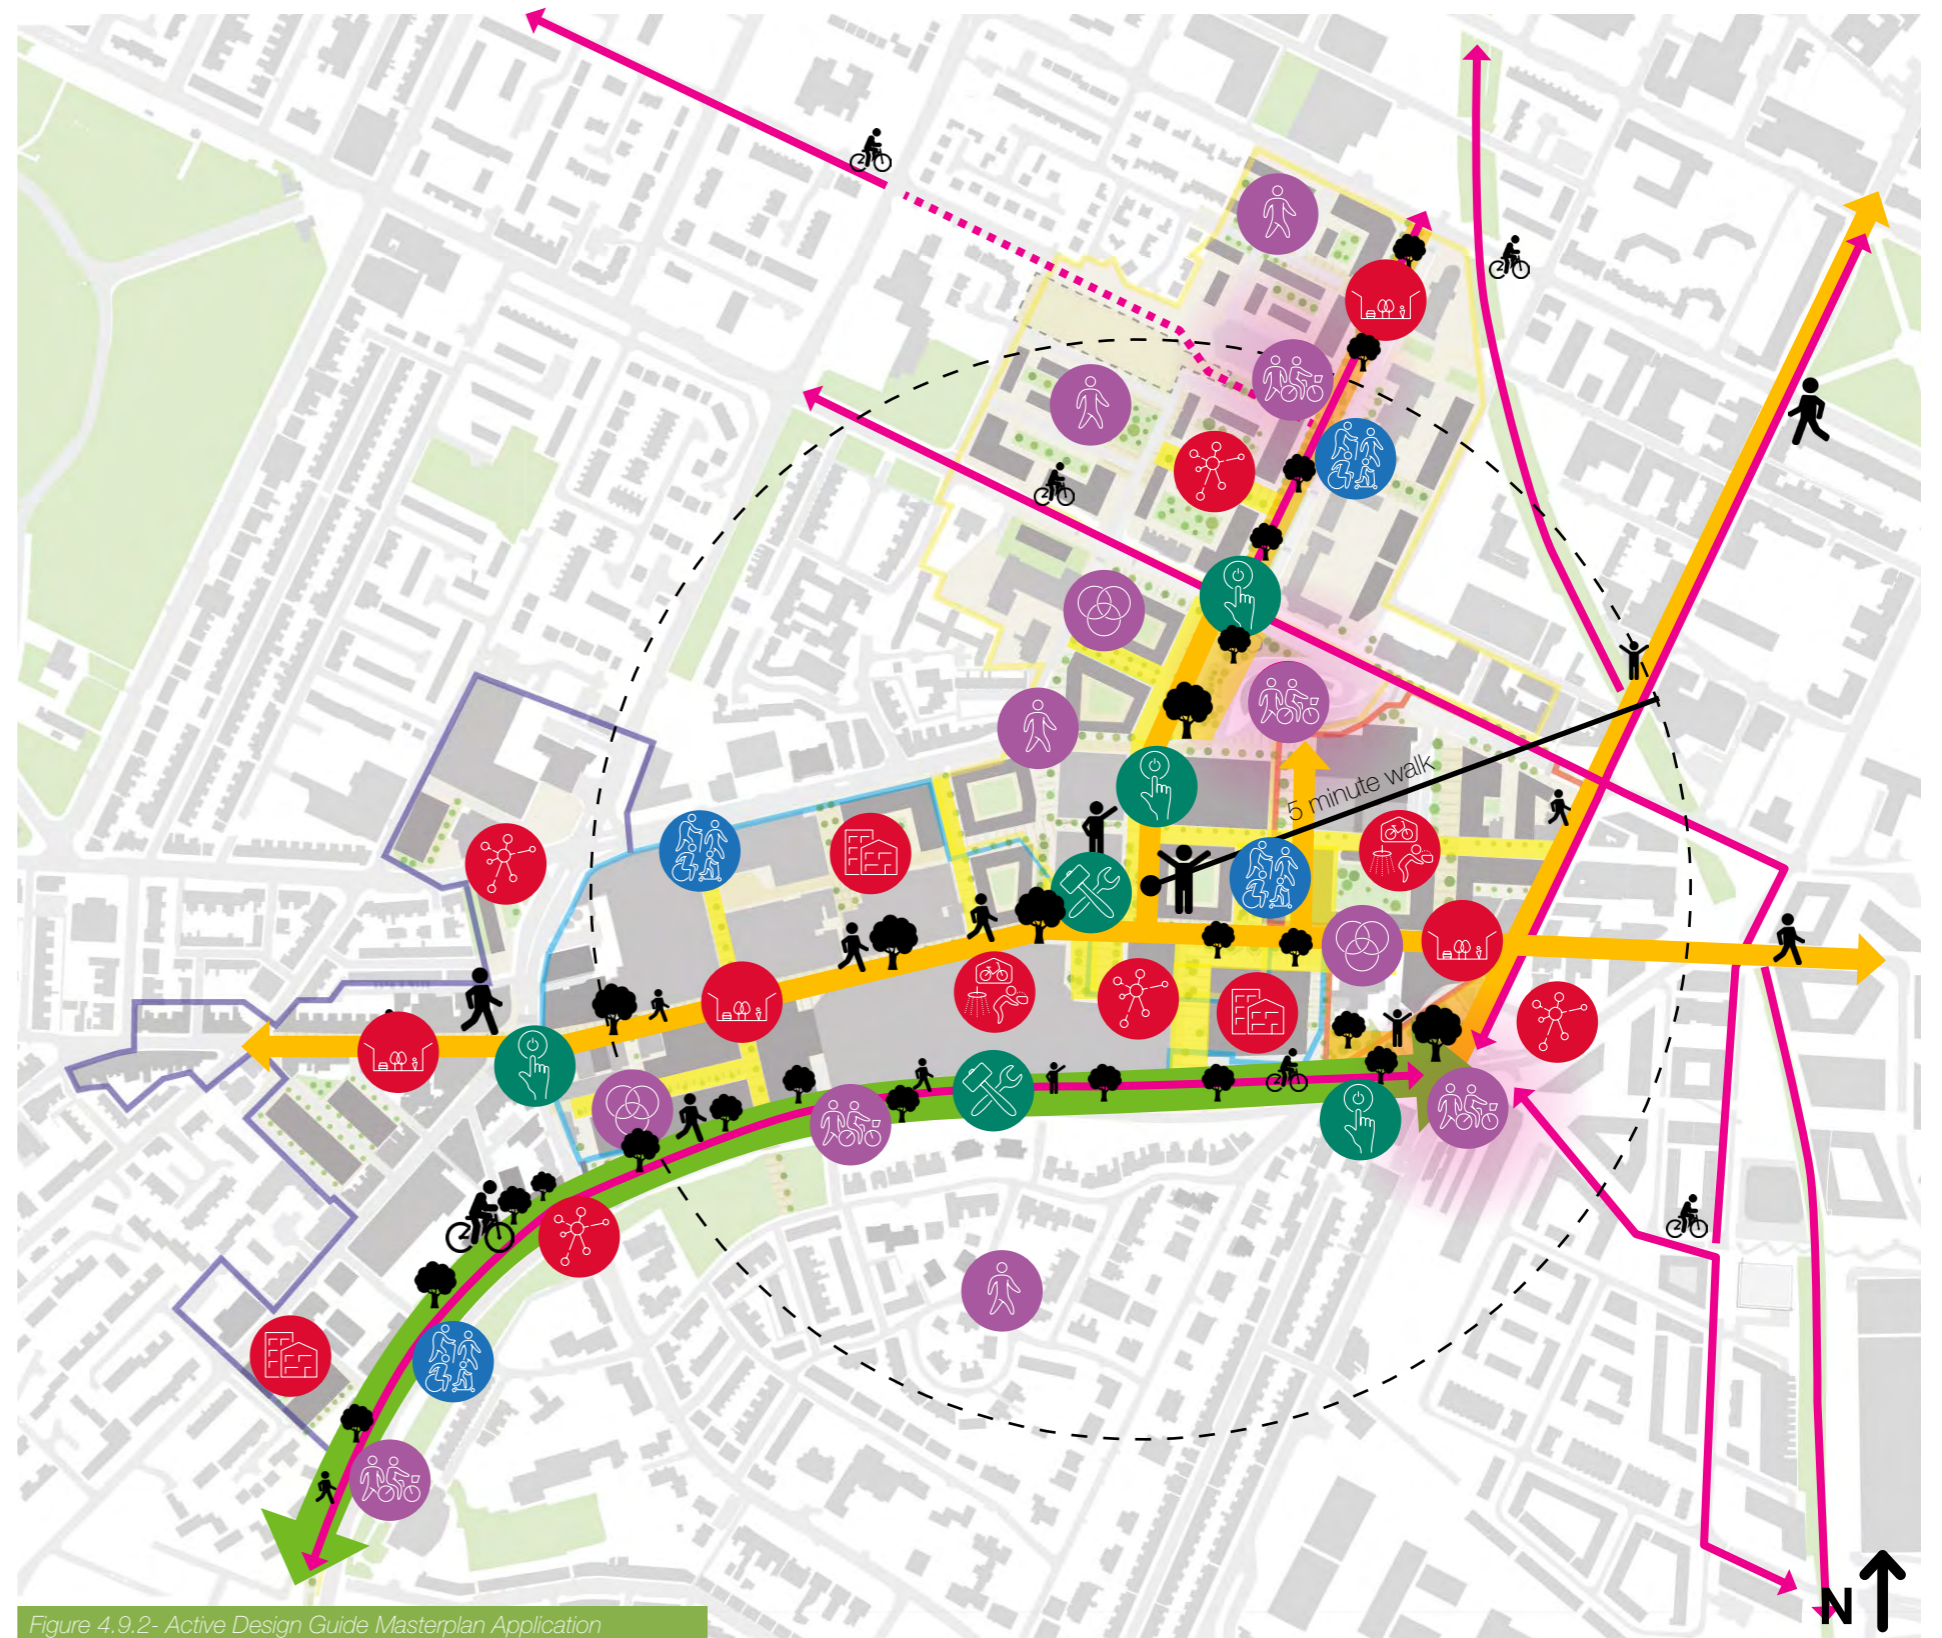 5 minute walk
N
Figure 4.9.2- Active Design Guide Masterplan Application